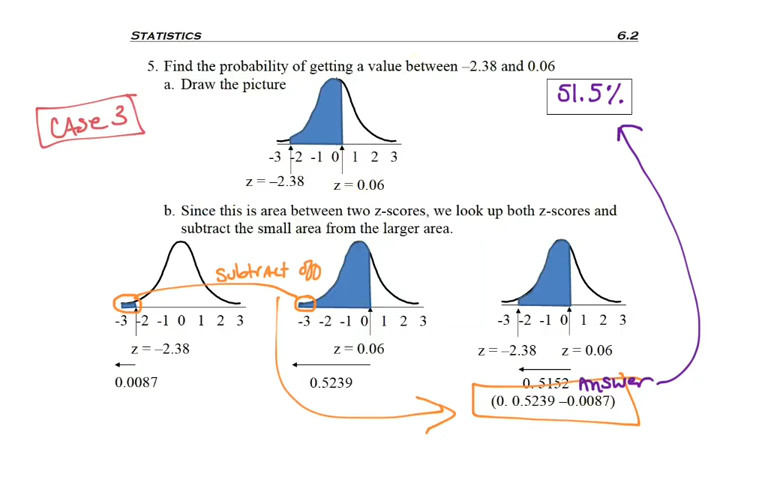 STATISTICS 6.2
5. Find the probability of getting a value between –2.38 and 0.06
a. Draw the picture
51.5%
CASE 3
-3 -2 -1 0 1 2 3
z = –2.38 z = 0.06
b. Since this is area between two z-scores, we look up both z-scores and
subtract the small area from the larger area.
Subtract off
-3 -2 -1 0 1 2 3 -3 -2 -1 0 1 2 3 -3 -2 -1 0 1 2 3
z = –2.38 z = 0.06 z = –2.38 z = 0.06
0.0087 0.5239 0.5152 Answer
(0. 0.5239 –0.0087)